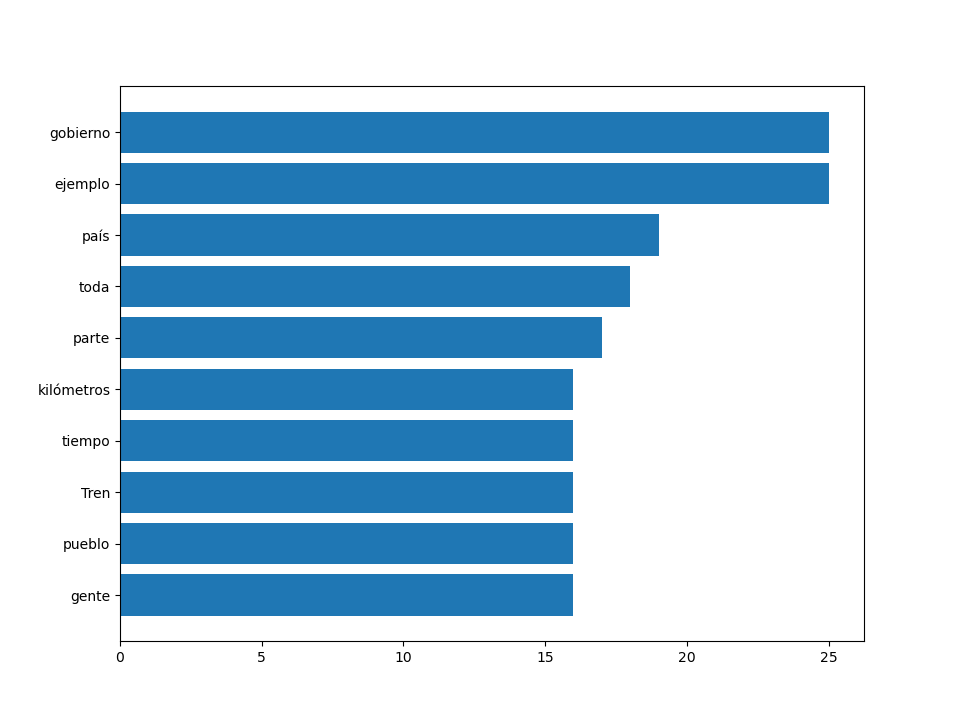 gobierno
ejemplo
país
toda
parte
kilómetros
tiempo
Tren
pueblo
gente
0 5 10 15 20 25